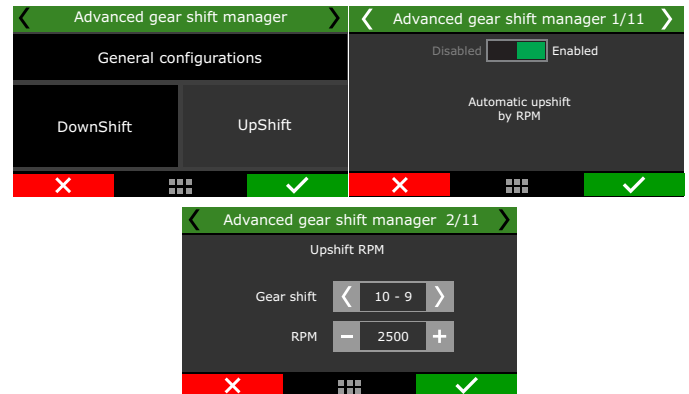 Advanced gear shift manager
General configurations
DownShift
UpShift
Advanced gear shift manager 1/11
Disabled Enabled
Automatic upshift
by RPM
Advanced gear shift manager 2/11
Upshift RPM
Gear shift 10 - 9
RPM 2500